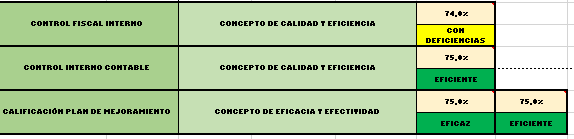 CONTROL FISCAL INTERNO
CONCEPTO DE CALIDAD Y EFICIENCIA
74,0%
CON
DEFICIENCIAS
CONTROL INTERNO CONTABLE
CONCEPTO DE CALIDAD Y EFICIENCIA
75,0%
EFICIENTE
CALIFICACIÓN PLAN DE MEJORAMIENTO
CONCEPTO DE EFICACIA Y EFECTIVIDAD
75,0%
75,0%
EFICAZ
EFICIENTE